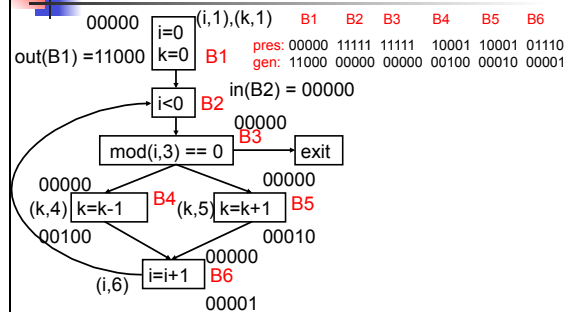 00000
(i,1),(k,1)
B1 B2 B3 B4 B5 B6
pres: 00000 11111 11111 10001 10001 01110
gen: 11000 00000 00000 00100 00010 00001
i=0
k=0
B1
out(B1) =11000
in(B2) = 00000
i<0
B2
00000
B3
mod(i,3) == 0
exit
00000
00000
(k,4)
k=k-1
B4
(k,5)
k=k+1
B5
00100
00010
00000
i=i+1
B6
(i,6)
00001